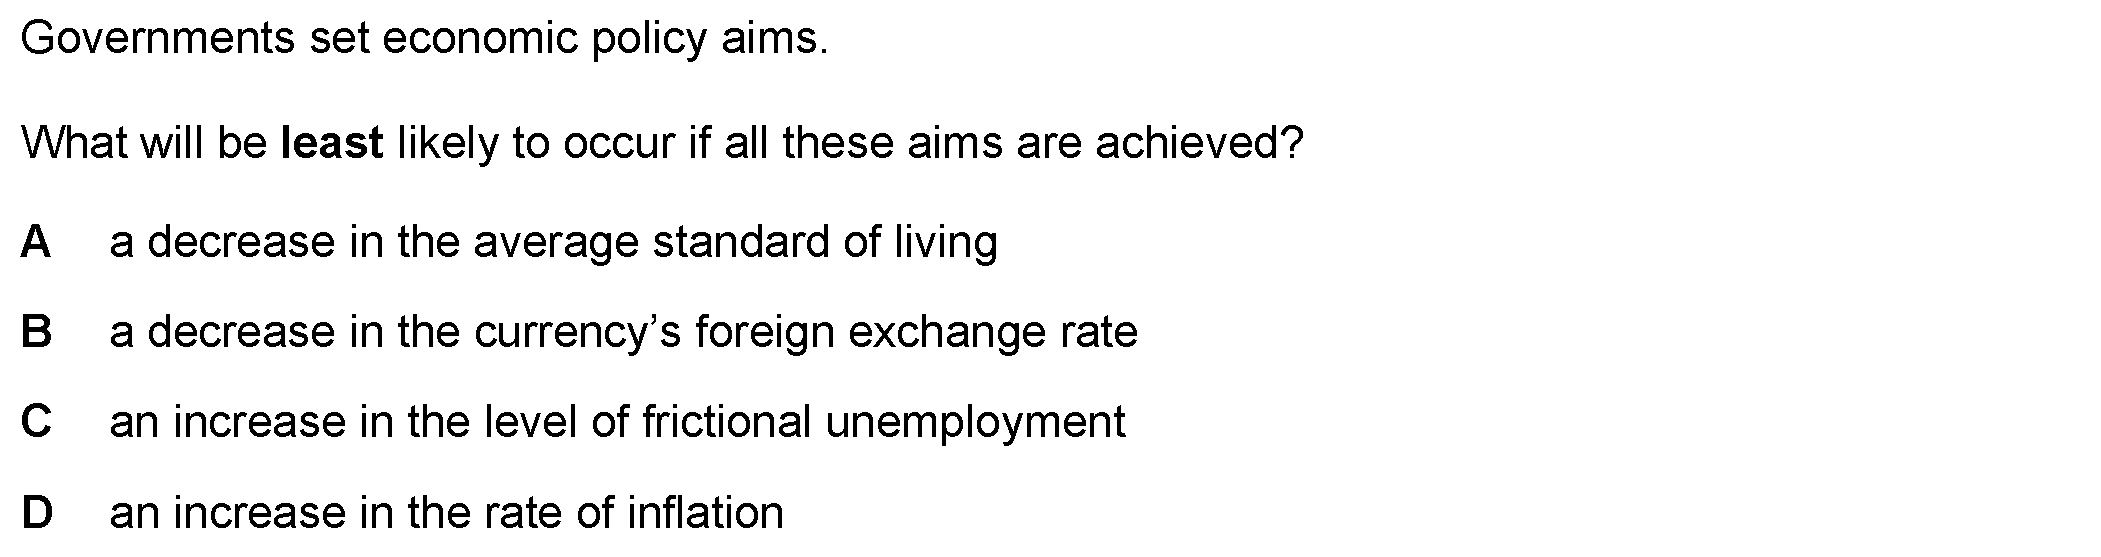 Governments set economic policy aims.
What will be least likely to occur if all these aims are achieved?
A a decrease in the average standard of living
B a decrease in the currency’s foreign exchange rate
C an increase in the level of frictional unemployment
D an increase in the rate of inflation